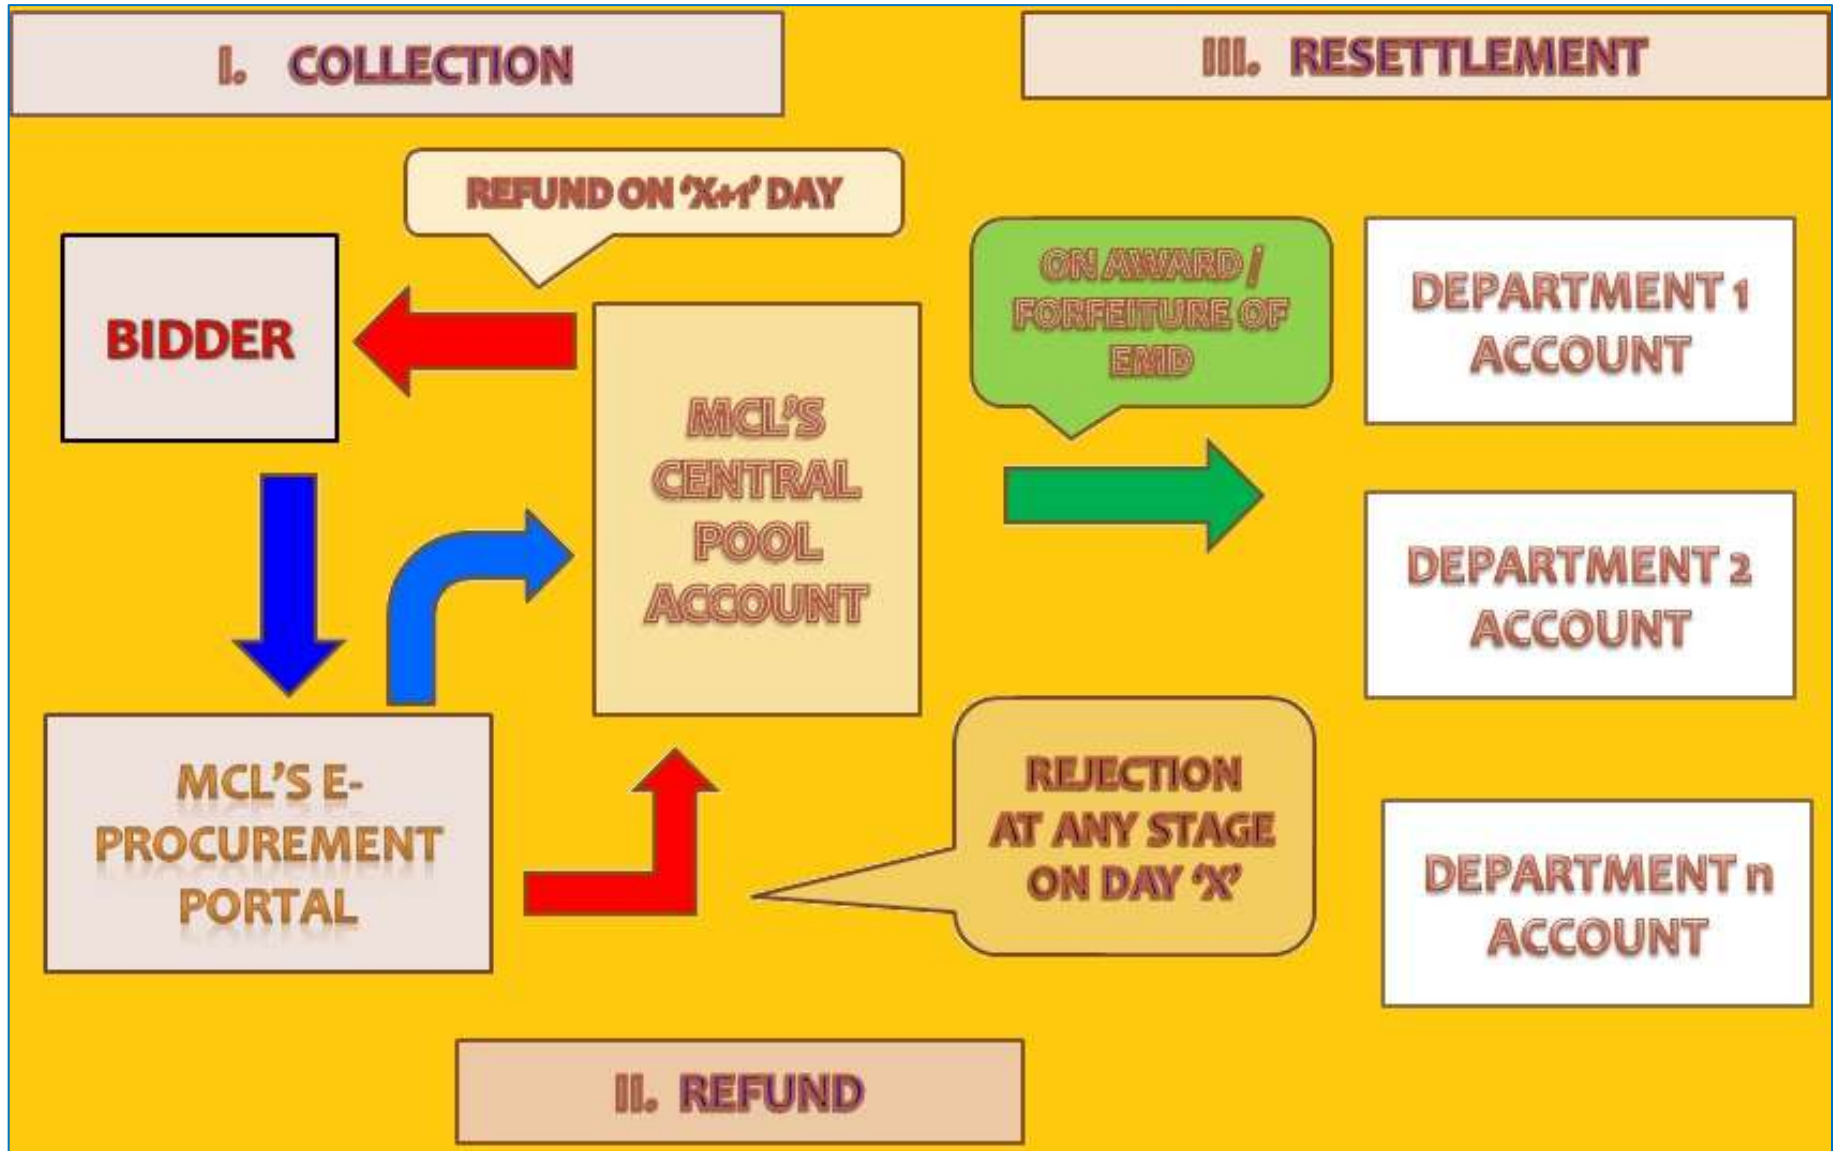 I. COLLECTION
III. RESETTLEMENT
REFUND ON ‘X+1’ DAY
BIDDER
MCL’S
CENTRAL
POOL
ACCOUNT
ON AWARD /
FORFEITURE OF
EMD
DEPARTMENT 1
ACCOUNT
DEPARTMENT 2
ACCOUNT
MCL’S E-
PROCUREMENT
PORTAL
REJECTION
AT ANY STAGE
ON DAY ‘X’
DEPARTMENT n
ACCOUNT
II. REFUND